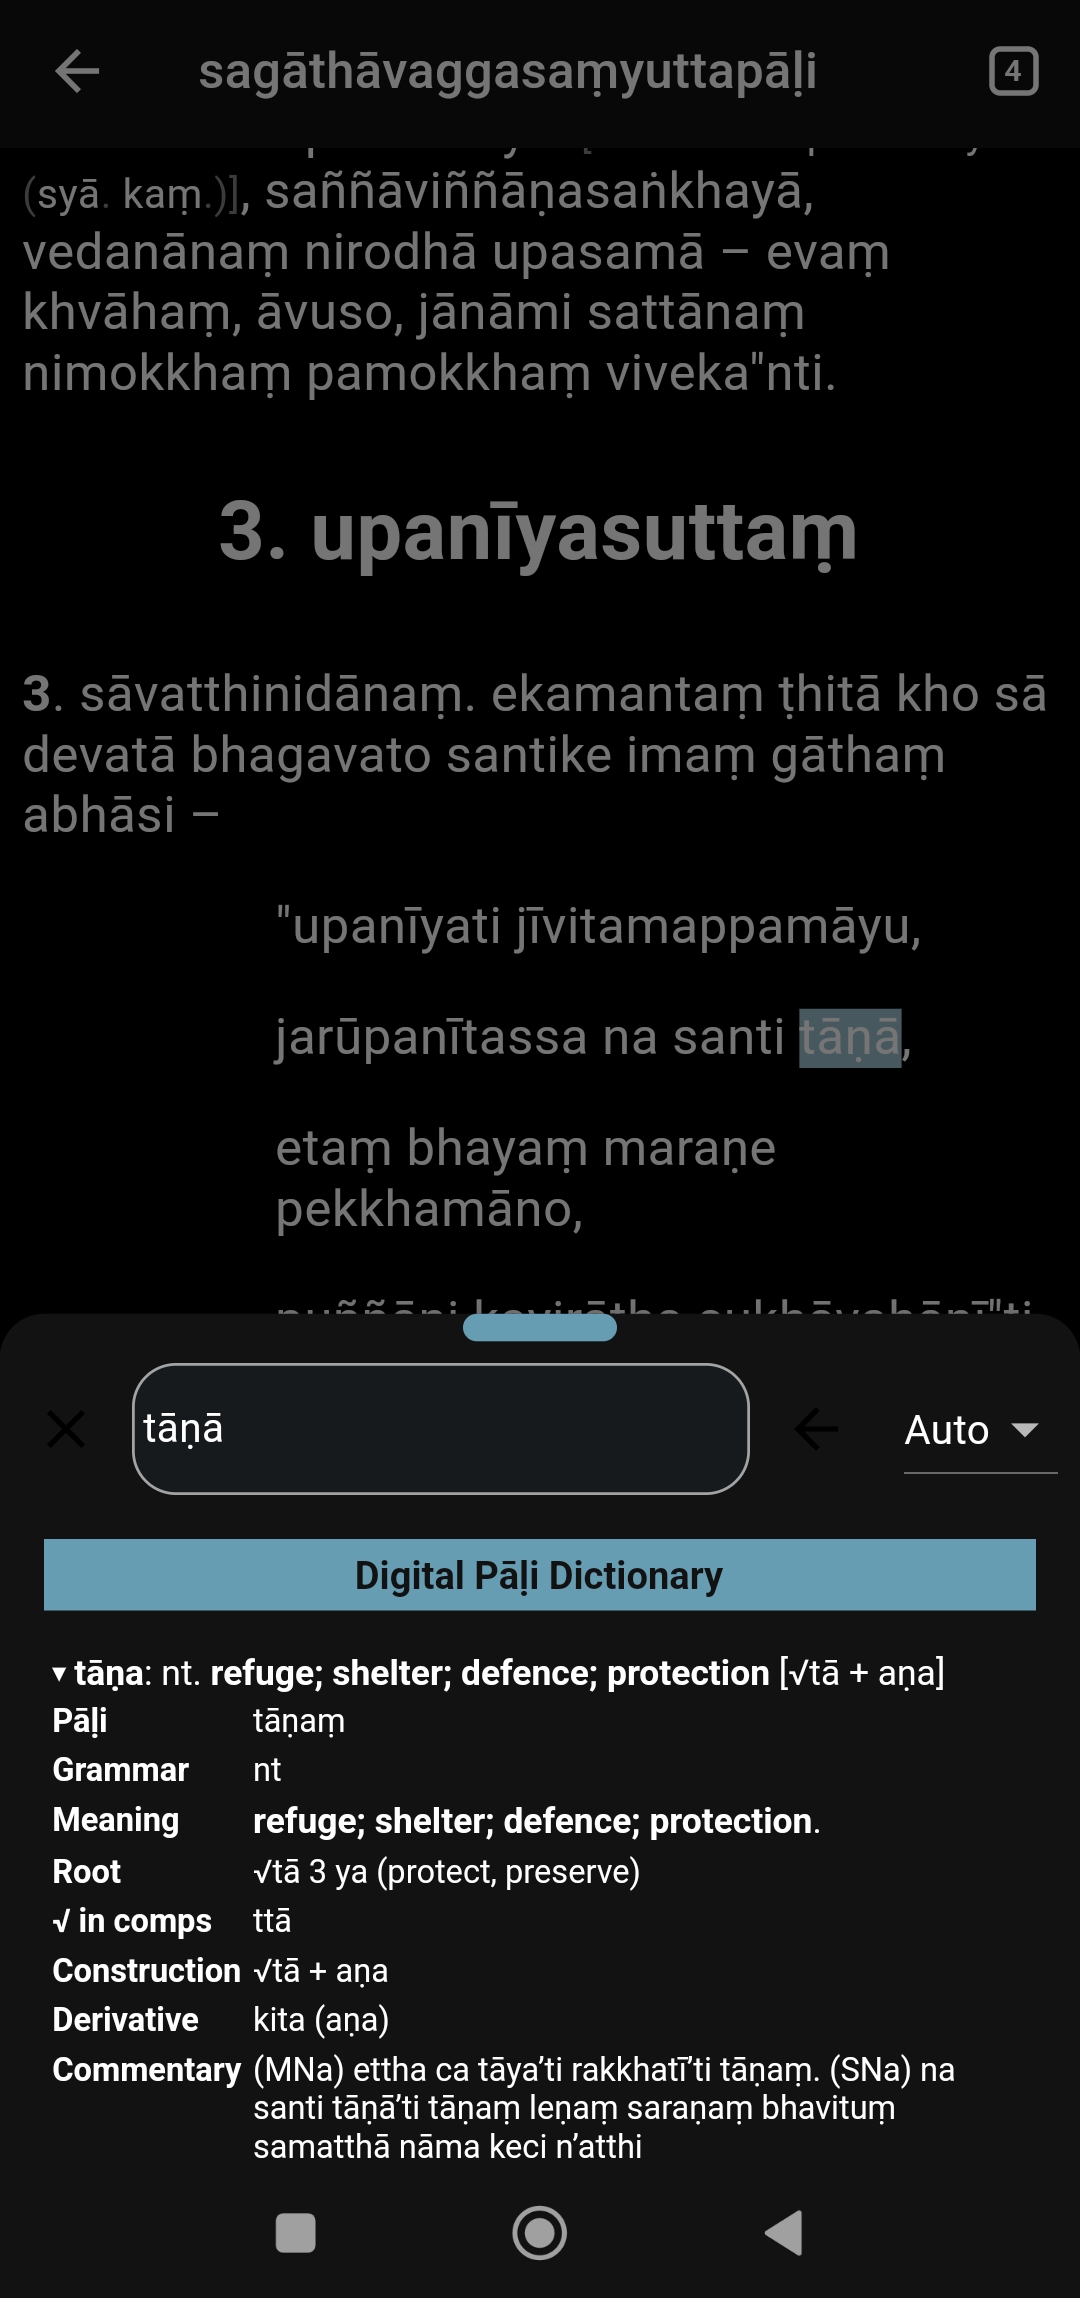 sagāthāvaggasaṃyuttapāḷi
4
(syā. kaṃ.)], saññāviññāṇasaṅkhayā,
vedanānaṃ nirodhā upasamā – evaṃ
khvāhaṃ, āvuso, jānāmi sattānaṃ
nimokkhaṃ pamokkhaṃ viveka"nti.
3. upanīyasuttaṃ
3. sāvatthinidānaṃ. ekamantaṃ ṭhitā kho sā
devatā bhagavato santike imaṃ gāthaṃ
abhāsi –
"upanīyati jīvitamappamāyu,
jarūpanītassa na santi tāṇā,
etaṃ bhayaṃ maraṇe
pekkhamāno,
puññāni kayirātha sukhāvahānī"ti
tāṇā
Auto
Digital Pāḷi Dictionary
▾ tāṇa: nt. refuge; shelter; defence; protection [√tā + aṇa]
Pāḷi tāṇaṃ
Grammar nt
Meaning refuge; shelter; defence; protection.
Root √tā 3 ya (protect, preserve)
√ in comps ttā
Construction √tā + aṇa
Derivative kita (aṇa)
Commentary (MNa) ettha ca tāya’ti rakkhatī’ti tāṇaṃ. (SNa) na
santi tāṇā’ti tāṇaṃ leṇaṃ saraṇaṃ bhavituṃ
samatthā nāma keci n’atthi